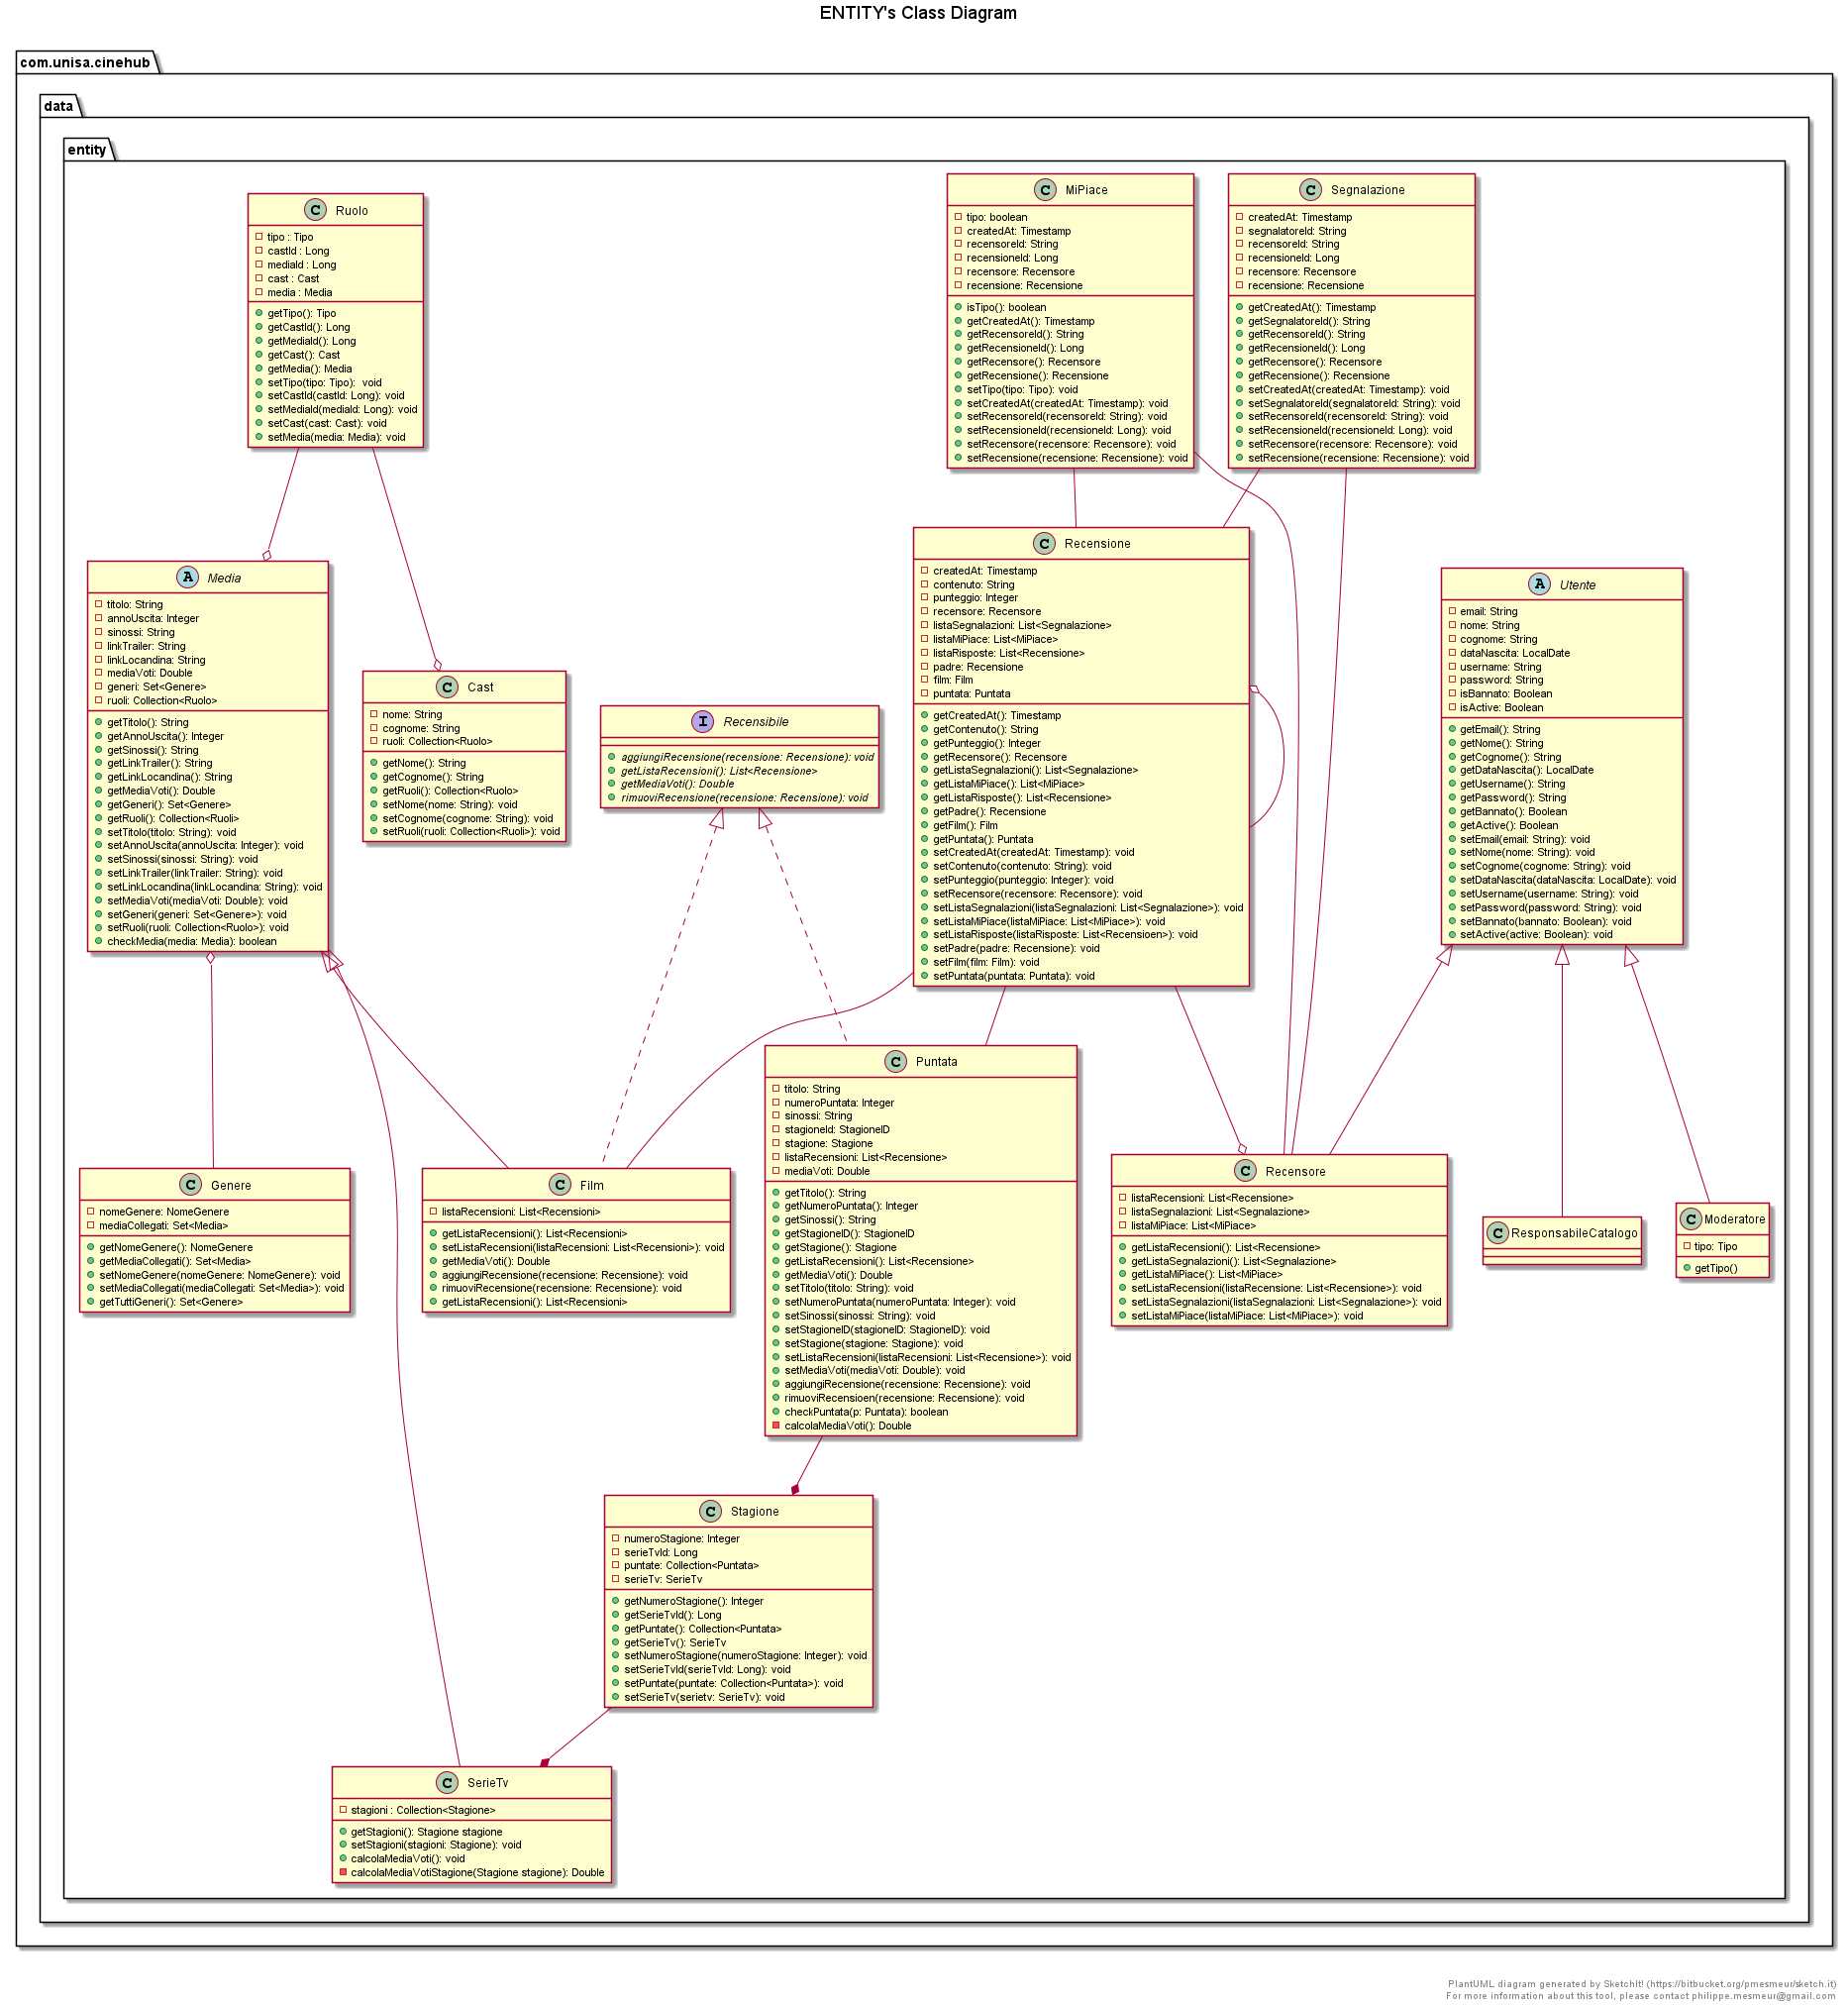 ENTITY's Class Diagram
com.unisa.cinehub
data
entity
C Ruolo
tipo : Tipo
castId : Long
mediaId : Long
cast : Cast
media : Media
getTipo(): Tipo
getCastId(): Long
getMediaId(): Long
getCast(): Cast
getMedia(): Media
setTipo(tipo: Tipo):  void
setCastId(castId: Long): void
setMediaId(mediaId: Long): void
setCast(cast: Cast): void
setMedia(media: Media): void
C MiPiace
tipo: boolean
createdAt: Timestamp
recensoreId: String
recensioneId: Long
recensore: Recensore
recensione: Recensione
isTipo(): boolean
getCreatedAt(): Timestamp
getRecensoreId(): String
getRecensioneId(): Long
getRecensore(): Recensore
getRecensione(): Recensione
setTipo(tipo: Tipo): void
setCreatedAt(createdAt: Timestamp): void
setRecensoreId(recensoreId: String): void
setRecensioneId(recensioneId: Long): void
setRecensore(recensore: Recensore): void
setRecensione(recensione: Recensione): void
C Segnalazione
createdAt: Timestamp
segnalatoreId: String
recensoreId: String
recensioneId: Long
recensore: Recensore
recensione: Recensione
getCreatedAt(): Timestamp
getSegnalatoreId(): String
getRecensoreId(): String
getRecensioneId(): Long
getRecensore(): Recensore
getRecensione(): Recensione
setCreatedAt(createdAt: Timestamp): void
setSegnalatoreId(segnalatoreId: String): void
setRecensoreId(recensoreId: String): void
setRecensioneId(recensioneId: Long): void
setRecensore(recensore: Recensore): void
setRecensione(recensione: Recensione): void
A Media
titolo: String
annoUscita: Integer
sinossi: String
linkTrailer: String
linkLocandina: String
mediaVoti: Double
generi: Set<Genere>
ruoli: Collection<Ruolo>
getTitolo(): String
getAnnoUscita(): Integer
getSinossi(): String
getLinkTrailer(): String
getLinkLocandina(): String
getMediaVoti(): Double
getGeneri(): Set<Genere>
getRuoli(): Collection<Ruoli>
setTitolo(titolo: String): void
setAnnoUscita(annoUscita: Integer): void
setSinossi(sinossi: String): void
setLinkTrailer(linkTrailer: String): void
setLinkLocandina(linkLocandina: String): void
setMediaVoti(mediaVoti: Double): void
setGeneri(generi: Set<Genere>): void
setRuoli(ruoli: Collection<Ruolo>): void
checkMedia(media: Media): boolean
C Cast
nome: String
cognome: String
ruoli: Collection<Ruolo>
getNome(): String
getCognome(): String
getRuoli(): Collection<Ruolo>
setNome(nome: String): void
setCognome(cognome: String): void
setRuoli(ruoli: Collection<Ruoli>): void
I Recensibile
aggiungiRecensione(recensione: Recensione): void
getListaRecensioni(): List<Recensione>
getMediaVoti(): Double
rimuoviRecensione(recensione: Recensione): void
C Recensione
createdAt: Timestamp
contenuto: String
punteggio: Integer
recensore: Recensore
listaSegnalazioni: List<Segnalazione>
listaMiPiace: List<MiPiace>
listaRisposte: List<Recensione>
padre: Recensione
film: Film
puntata: Puntata
getCreatedAt(): Timestamp
getContenuto(): String
getPunteggio(): Integer
getRecensore(): Recensore
getListaSegnalazioni(): List<Segnalazione>
getListaMiPiace(): List<MiPiace>
getListaRisposte(): List<Recensione>
getPadre(): Recensione
getFilm(): Film
getPuntata(): Puntata
setCreatedAt(createdAt: Timestamp): void
setContenuto(contenuto: String): void
setPunteggio(punteggio: Integer): void
setRecensore(recensore: Recensore): void
setListaSegnalazioni(listaSegnalazioni: List<Segnalazione>): void
setListaMiPiace(listaMiPiace: List<MiPiace>): void
setListaRisposte(listaRisposte: List<Recensioen>): void
setPadre(padre: Recensione): void
setFilm(film: Film): void
setPuntata(puntata: Puntata): void
A Utente
email: String
nome: String
cognome: String
dataNascita: LocalDate
username: String
password: String
isBannato: Boolean
isActive: Boolean
getEmail(): String
getNome(): String
getCognome(): String
getDataNascita(): LocalDate
getUsername(): String
getPassword(): String
getBannato(): Boolean
getActive(): Boolean
setEmail(email: String): void
setNome(nome: String): void
setCognome(cognome: String): void
setDataNascita(dataNascita: LocalDate): void
setUsername(username: String): void
setPassword(password: String): void
setBannato(bannato: Boolean): void
setActive(active: Boolean): void
C Genere
nomeGenere: NomeGenere
mediaCollegati: Set<Media>
getNomeGenere(): NomeGenere
getMediaCollegati(): Set<Media>
setNomeGenere(nomeGenere: NomeGenere): void
setMediaCollegati(mediaCollegati: Set<Media>): void
getTuttiGeneri(): Set<Genere>
C Film
listaRecensioni: List<Recensioni>
getListaRecensioni(): List<Recensioni>
setListaRecensioni(listaRecensioni: List<Recensioni>): void
getMediaVoti(): Double
aggiungiRecensione(recensione: Recensione): void
rimuoviRecensione(recensione: Recensione): void
getListaRecensioni(): List<Recensioni>
C Puntata
titolo: String
numeroPuntata: Integer
sinossi: String
stagioneId: StagioneID
stagione: Stagione
listaRecensioni: List<Recensione>
mediaVoti: Double
getTitolo(): String
getNumeroPuntata(): Integer
getSinossi(): String
getStagioneID(): StagioneID
getStagione(): Stagione
getListaRecensioni(): List<Recensione>
getMediaVoti(): Double
setTitolo(titolo: String): void
setNumeroPuntata(numeroPuntata: Integer): void
setSinossi(sinossi: String): void
setStagioneID(stagioneID: StagioneID): void
setStagione(stagione: Stagione): void
setListaRecensioni(listaRecensioni: List<Recensione>): void
setMediaVoti(mediaVoti: Double): void
aggiungiRecensione(recensione: Recensione): void
rimuoviRecensioen(recensione: Recensione): void
checkPuntata(p: Puntata): boolean
calcolaMediaVoti(): Double
C Recensore
listaRecensioni: List<Recensione>
listaSegnalazioni: List<Segnalazione>
listaMiPiace: List<MiPiace>
getListaRecensioni(): List<Recensione>
getListaSegnalazioni(): List<Segnalazione>
getListaMiPiace(): List<MiPiace>
setListaRecensioni(listaRecensione: List<Recensione>): void
setListaSegnalazioni(listaSegnalazioni: List<Segnalazione>): void
setListaMiPiace(listaMiPiace: List<MiPiace>): void
C ResponsabileCatalogo
C Moderatore
tipo: Tipo
getTipo()
C Stagione
numeroStagione: Integer
serieTvId: Long
puntate: Collection<Puntata>
serieTv: SerieTv
getNumeroStagione(): Integer
getSerieTvId(): Long
getPuntate(): Collection<Puntata>
getSerieTv(): SerieTv
setNumeroStagione(numeroStagione: Integer): void
setSerieTvId(serieTvId: Long): void
setPuntate(puntate: Collection<Puntata>): void
setSerieTv(serietv: SerieTv): void
C SerieTv
stagioni : Collection<Stagione>
getStagioni(): Stagione stagione
setStagioni(stagioni: Stagione): void
calcolaMediaVoti(): void
calcolaMediaVotiStagione(Stagione stagione): Double
PlantUML diagram generated by SketchIt! (https://bitbucket.org/pmesmeur/sketch.it)
For more information about this tool, please contact philippe.mesmeur@gmail.com